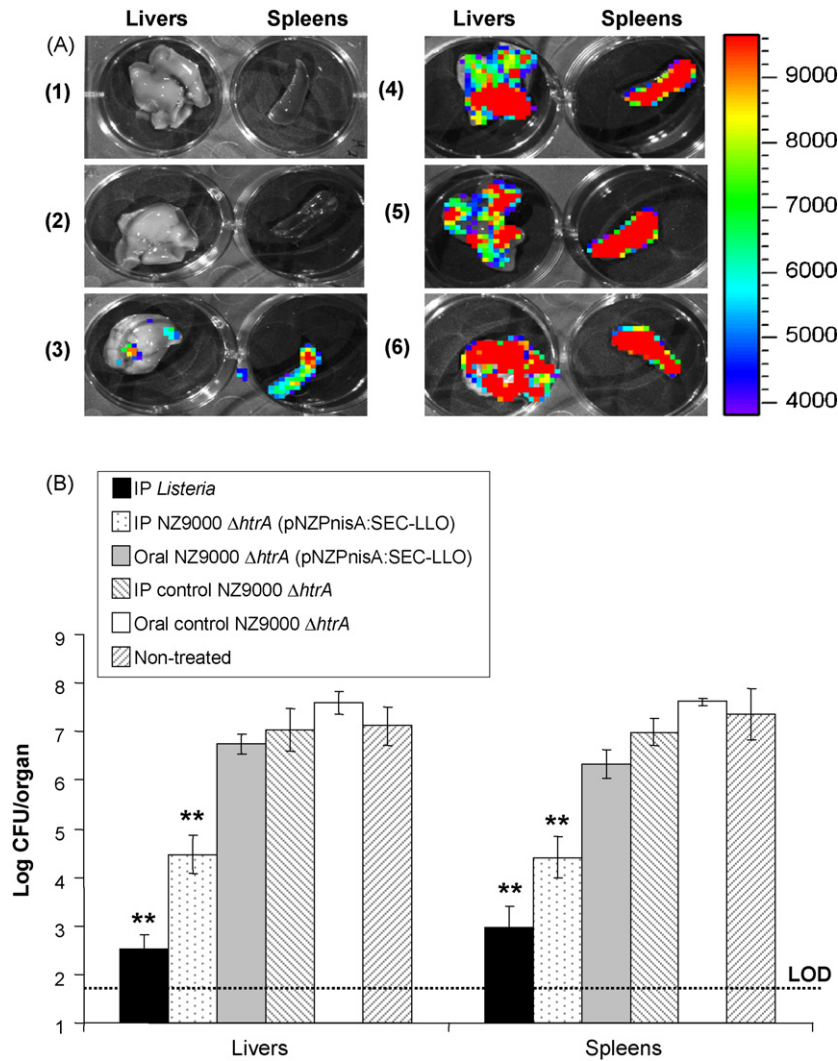 Livers Spleens Livers Spleens
(A)
(1)
(2)
(3)
(4)
(5)
(6)
9000
8000
7000
6000
5000
4000
(B)
IP Listeria
IP NZ9000 ΔhtrA (pNZPnisA:SEC-LLO)
Oral NZ9000 ΔhtrA (pNZPnisA:SEC-LLO)
IP control NZ9000 ΔhtrA
Oral control NZ9000 ΔhtrA
Non-treated
Log CFU/organ
9
8
7
6
5
4
3
2
1
**
**
**
**
LOD
Livers Spleens